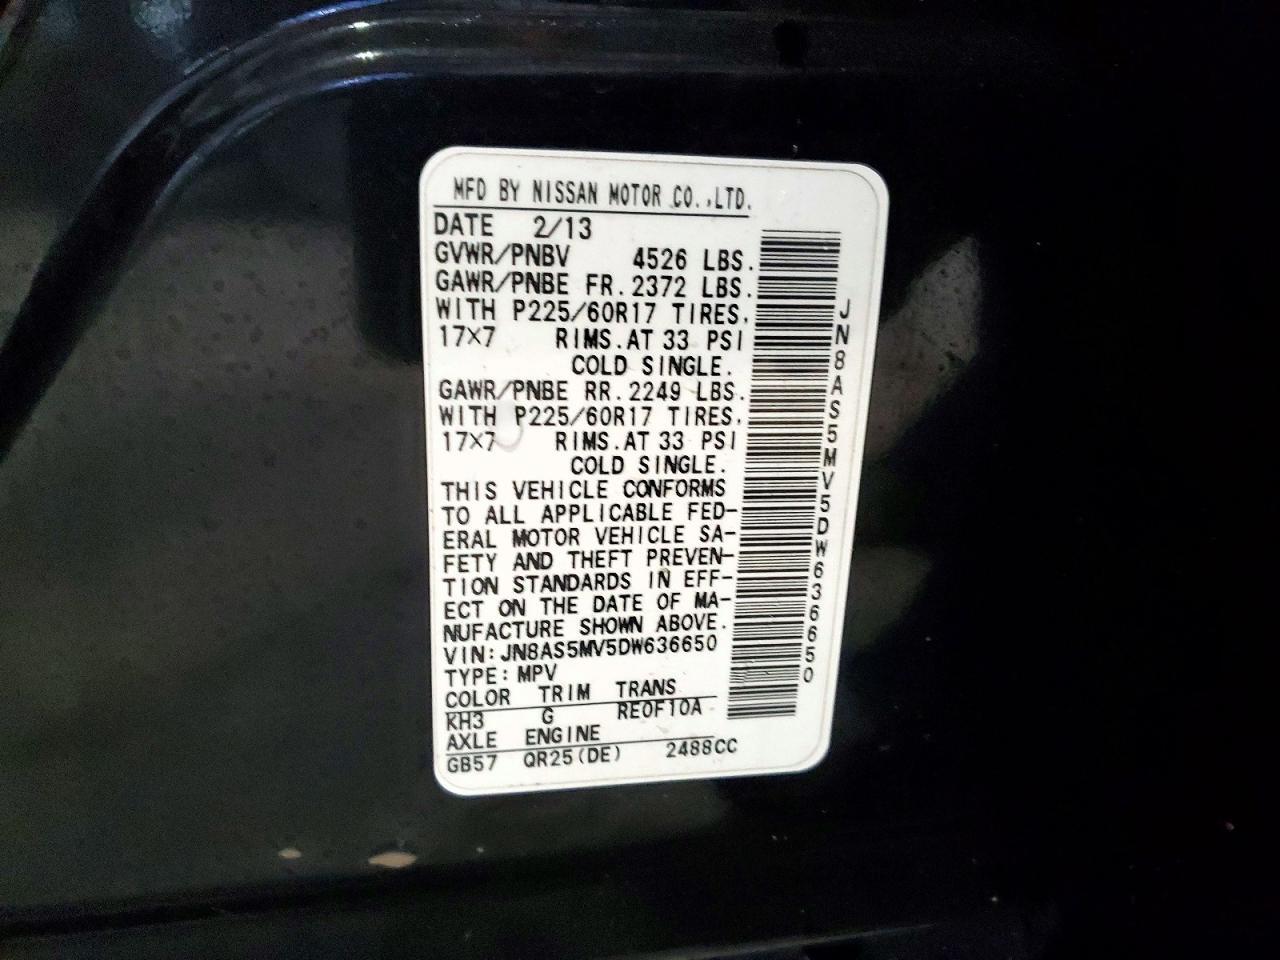 MFD BY NISSAN MOTOR CO.,LTD.
DATE 2/13
GVWR/PNBV 4526 LBS.
GAWR/PNBE FR.2372 LBS.
WITH P225/60R17 TIRES.
17×7 RIMS.AT 33 PSI
COLD SINGLE.
GAWR/PNBE RR.2249 LBS.
WITH P225/60R17 TIRES.
17×7 RIMS.AT 33 PSI
COLD SINGLE.
THIS VEHICLE CONFORMS
TO ALL APPLICABLE FED-
ERAL MOTOR VEHICLE SA-
FETY AND THEFT PREVEN-
TION STANDARDS IN EFF-
ECT ON THE DATE OF MA-
NUFACTURE SHOWN ABOVE.
VIN:JN8AS5MV5DW636650
TYPE:MPV
COLOR TRIM TRANS
KH3 G RE0F10A
AXLE ENGINE
GB57 QR25(DE) 2488CC
JN8AS5MV5DW636650